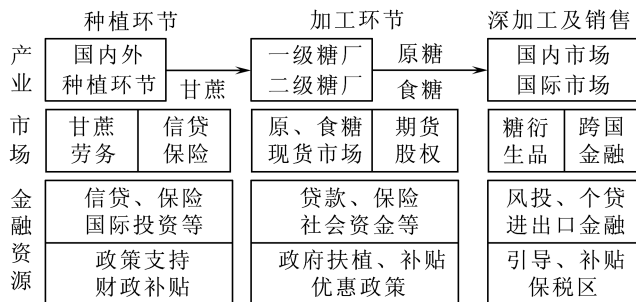 种植环节 加工环节 深加工及销售
产业
国内外
种植环节
甘蔗
一级糖厂
二级糖厂
原糖
食糖
国内市场
国际市场
市场
甘蔗
劳务
信贷
保险
原、食糖
现货市场
期货
股权
糖衍
生品
跨国
金融
金融资源
信贷、保险
国际投资等
贷款、保险
社会资金等
风投、个贷
进出口金融
政策支持
财政补贴
政府扶植、补贴
优惠政策
引导、补贴
保税区